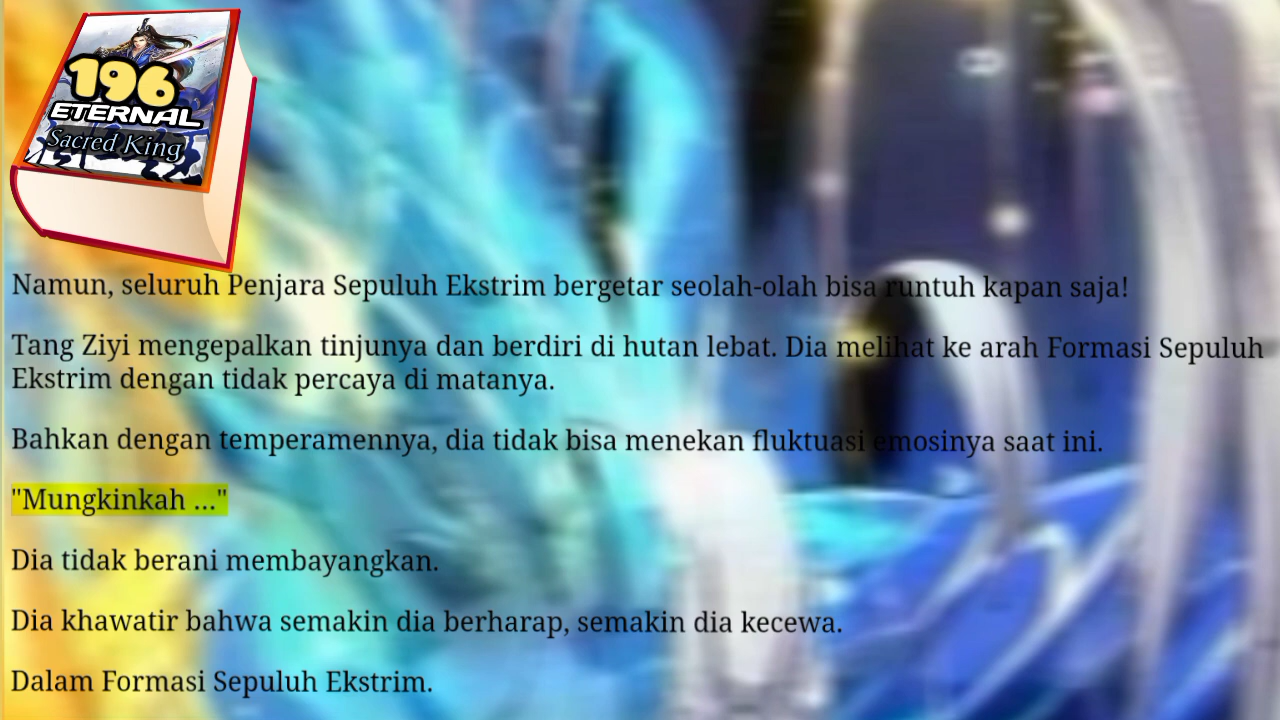 196
ETERNAL
Sacred King
Namun, seluruh Penjara Sepuluh Ekstrim bergetar seolah-olah bisa runtuh kapan saja!
Tang Ziyi mengepalkan tinjunya dan berdiri di hutan lebat. Dia melihat ke arah Formasi Sepuluh
Ekstrim dengan tidak percaya di matanya.
Bahkan dengan temperamennya, dia tidak bisa menekan fluktuasi emosinya saat ini.
"Mungkinkah ..."
Dia tidak berani membayangkan.
Dia khawatir bahwa semakin dia berharap, semakin dia kecewa.
Dalam Formasi Sepuluh Ekstrim.